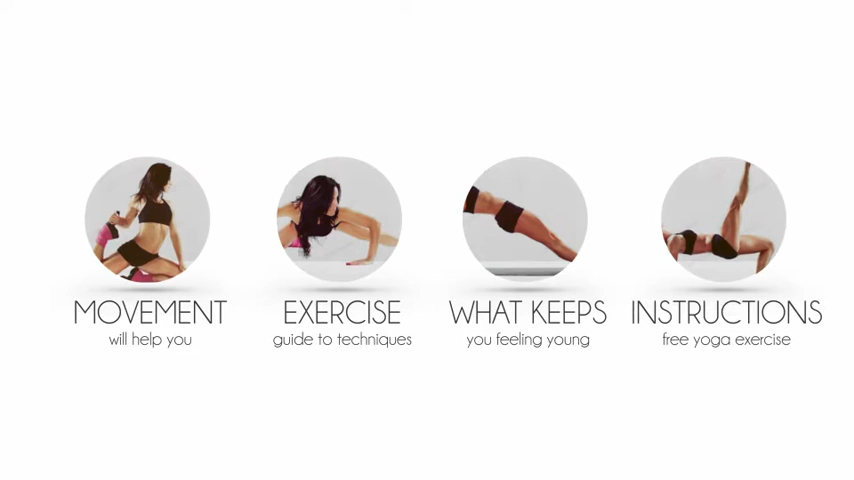 MOVEMENT
will help you
EXERCISE
guide to techniques
WHAT KEEPS
you feeling young
INSTRUCTIONS
free yoga exercise